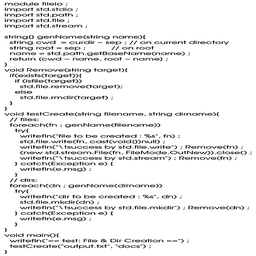 module fileio ;
import std.stdio ;
import std.path ;
import std.file ;
import std.stream ;
string[] genName(string name){
string cwd = curdir ~ sep ; // on current directory
string root = sep ; // on root
name = std.path.getBaseName(name) ;
return [cwd ~ name, root ~ name] ;
}
void Remove(string target){
if(exists(target)){
if (isfile(target))
std.file.remove(target);
else
std.file.rmdir(target) ;
}
}
void testCreate(string filename, string dirname){
// files:
foreach(fn ; genName(filename))
try{
writefln("file to be created : %s", fn) ;
std.file.write(fn, cast(void[])null) ;
writefln("\tsuccess by std.file.write") ; Remove(fn) ;
(new std.stream.File(fn, FileMode.OutNew)).close() ;
writefln("\tsuccess by std.stream") ; Remove(fn) ;
} catch(Exception e) {
writefln(e.msg) ;
}
// dirs:
foreach(dn ; genName(dirname))
try{
writefln("dir to be created : %s", dn) ;
std.file.mkdir(dn) ;
writefln("\tsuccess by std.file.mkdir") ; Remove(dn) ;
} catch(Exception e) {
writefln(e.msg) ;
}
}
void main(){
writefln("== test: File & Dir Creation ==") ;
testCreate("output.txt", "docs") ;
}